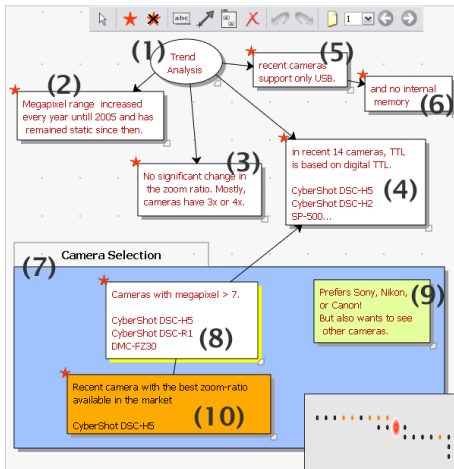 abc
1
(1)
Trend
Analysis
(5)
recent cameras
support only USB.
(2)
Megapixel range increased
every year untill 2005 and has
remained static since then.
and no internal
memory
(6)
(3)
No significant change in
the zoom ratio. Mostly,
cameras have 3x or 4x.
in recent 14 cameras, TTL
is based on digital TTL.
CyberShot DSC-H5
CyberShot DSC-H2
SP-500...
(4)
Camera Selection
(7)
Cameras with megapixel > 7.
CyberShot DSC-H5
CyberShot DSC-R1
DMC-FZ30
(8)
Prefers Sony, Nikon,
or Canon!
But also wants to see
other cameras.
(9)
Recent camera with the best zoom-ratio
available in the market
CyberShot DSC-H5
(10)